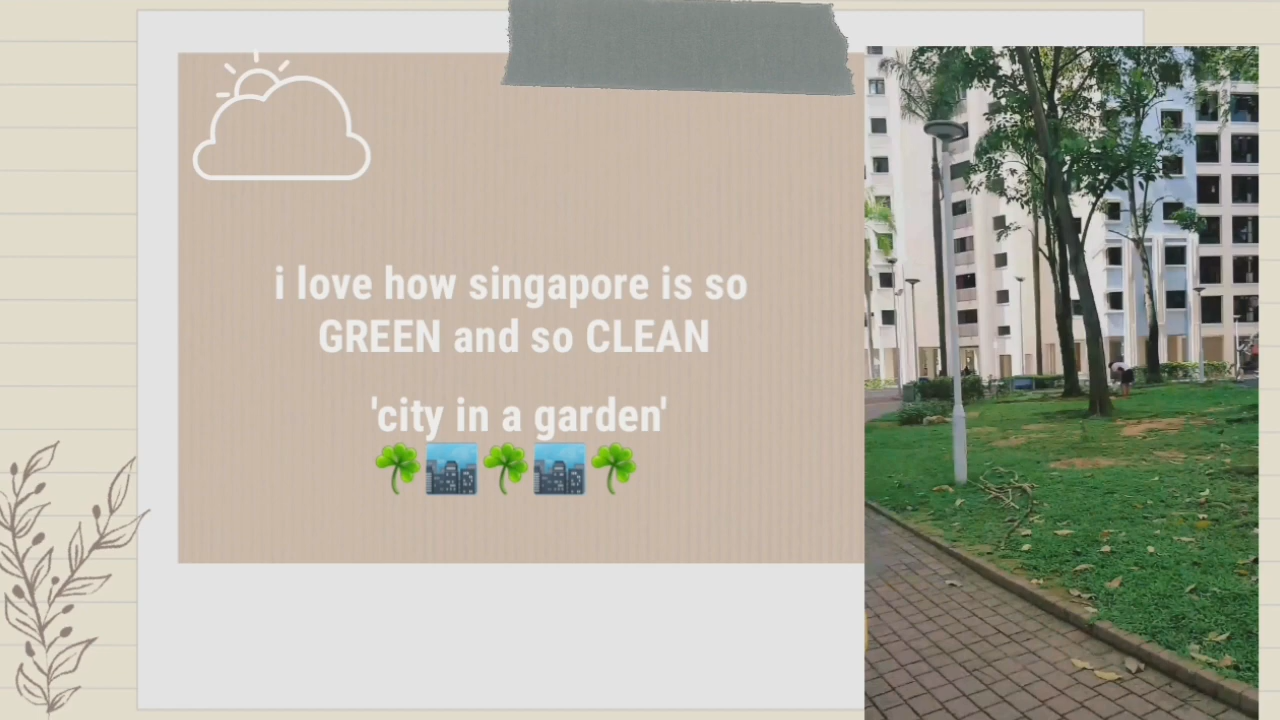 i love how singapore is so
GREEN and so CLEAN
'city in a garden'
☘️🏙️☘️🏙️☘️